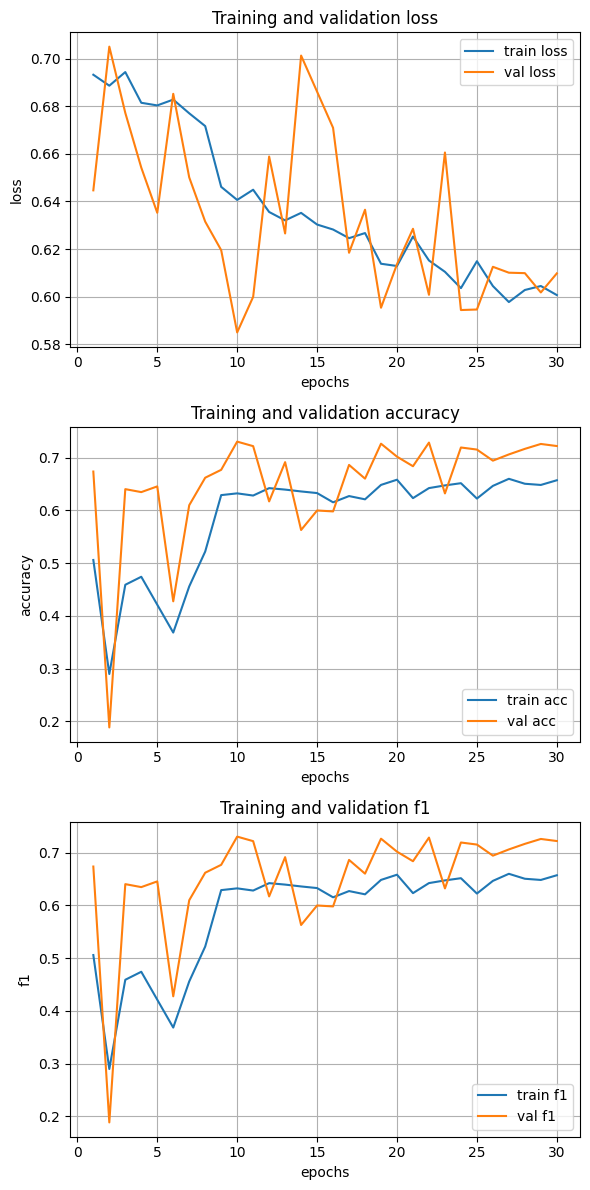 Training and validation loss
train loss
val loss
0.70
0.68
0.66
0.64
0.62
0.60
0.58
loss
0 5 10 15 20 25 30
epochs
Training and validation accuracy
0.7
0.6
0.5
0.4
0.3
0.2
accuracy
train acc
val acc
0 5 10 15 20 25 30
epochs
Training and validation f1
0.7
0.6
0.5
0.4
0.3
0.2
f1
train f1
val f1
0 5 10 15 20 25 30
epochs